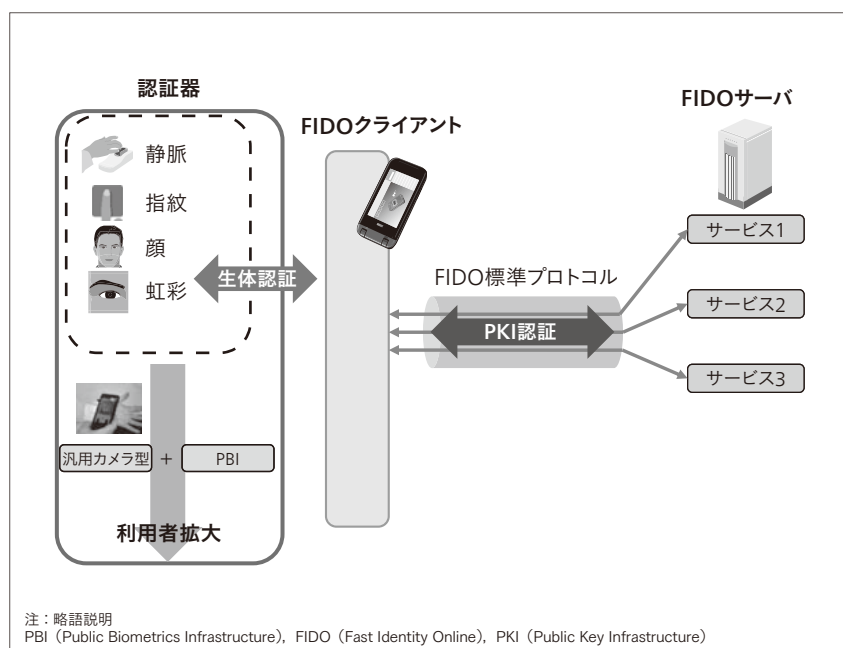 認証器
静脈
指紋
顔
虹彩
生体認証
汎用カメラ型 + PBI
利用者拡大
FIDOクライアント
FIDO標準プロトコル
PKI認証
FIDOサーバ
サービス1
サービス2
サービス3
注：略語説明
PBI（Public Biometrics Infrastructure），FIDO（Fast Identity Online），PKI（Public Key Infrastructure）